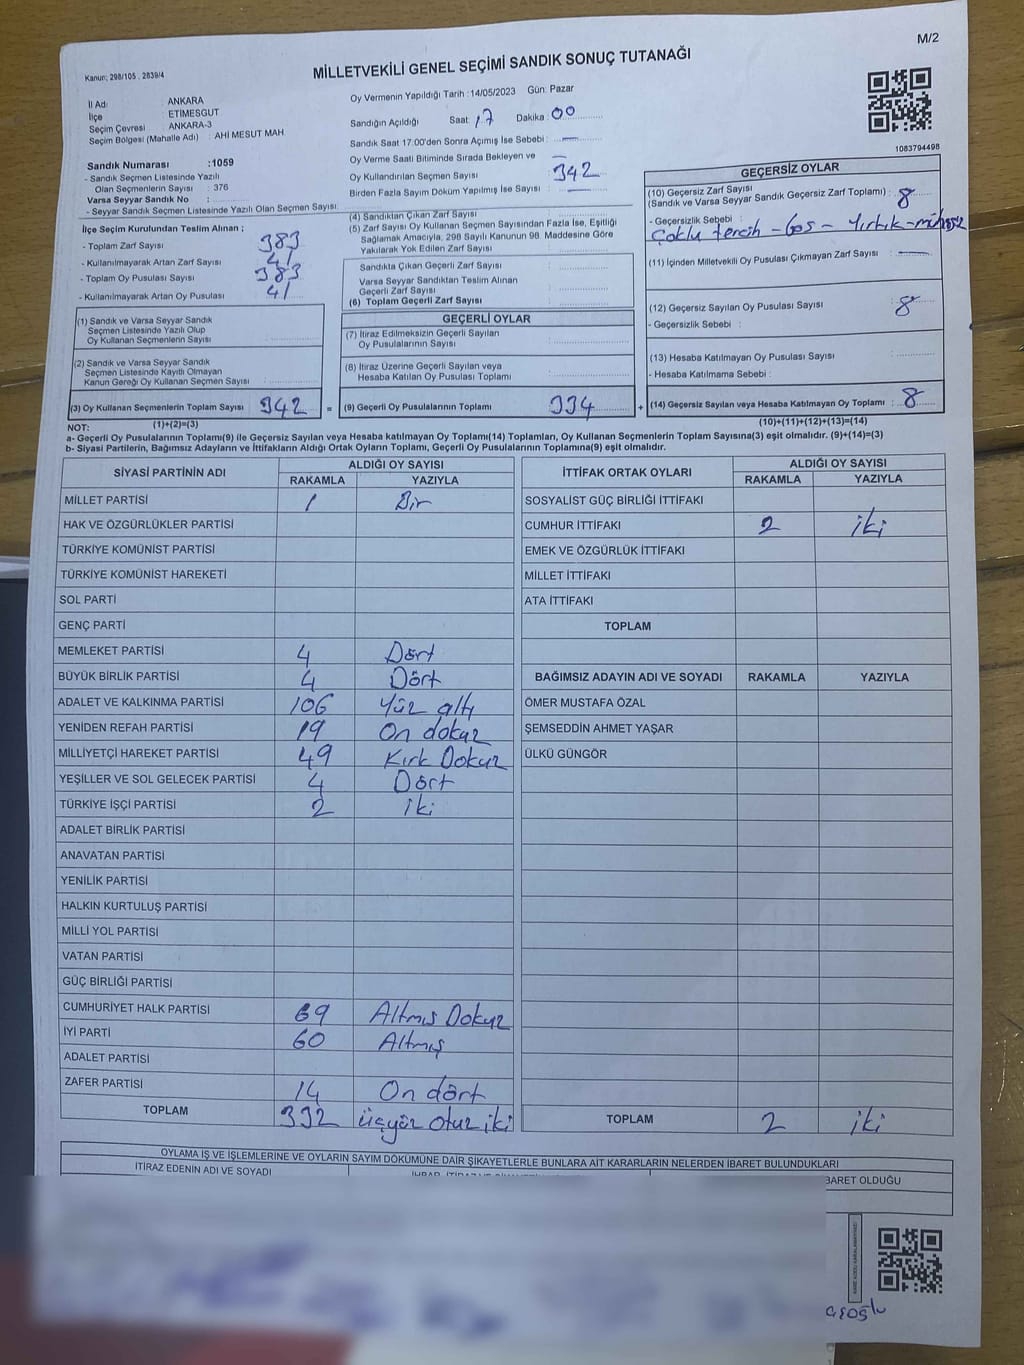 M/2
Kanun; 298/105 , 2839/4
MİLLETVEKİLİ GENEL SEÇİMİ SANDIK SONUÇ TUTANAĞI
İl Adı ANKARA
İlçe ETİMESGUT
Seçim Çevresi ANKARA-3
Seçim Bölgesi (Mahalle Adı) : AHİ MESUT MAH
Sandık Numarası :1059
- Sandık Seçmen Listesinde Yazılı
Olan Seçmenlerin Sayısı : 376
Varsa Seyyar Sandık No :
- Seyyar Sandık Seçmen Listesinde Yazılı Olan Seçmen Sayısı:
İlçe Seçim Kurulundan Teslim Alınan ;
- Toplam Zarf Sayısı 383
- Kullanılmayarak Artan Zarf Sayısı 41
- Toplam Oy Pusulası Sayısı 383
- Kullanılmayarak Artan Oy Pusulası 41
(1) Sandık ve Varsa Seyyar Sandık
Seçmen Listesinde Yazılı Olup
Oy Kullanan Seçmenlerin Sayısı :
(2) Sandık ve Varsa Seyyar Sandık
Seçmen Listesinde Kayıtlı Olmayan
Kanun Gereği Oy Kullanan Seçmen Sayısı :
(3) Oy Kullanan Seçmenlerin Toplam Sayısı 342 =
(1)+(2)=(3)
Oy Vermenin Yapıldığı Tarih : 14/05/2023 Gün: Pazar
Sandığın Açıldığı Saat : 17 Dakika : 00
Sandık Saat 17.00'den Sonra Açımış İse Sebebi : —
Oy Verme Saati Bitiminde Sırada Bekleyen ve —
Oy Kullandırılan Seçmen Sayısı : 342
Birden Fazla Sayım Döküm Yapılmış İse Sayısı : —
(4) Sandıktan Çıkan Zarf Sayısı
(5) Zarf Sayısı Oy Kullanan Seçmen Sayısından Fazla İse, Eşitliği
Sağlamak Amacıyla, 298 Sayılı Kanunun 98. Maddesine Göre
Yakılarak Yok Edilen Zarf Sayısı
Sandıkta Çıkan Geçerli Zarf Sayısı
Varsa Seyyar Sandıktan Teslim Alınan
Geçerli Zarf Sayısı
(6) Toplam Geçerli Zarf Sayısı
GEÇERLİ OYLAR
(7) İtiraz Edilmeksizin Geçerli Sayılan
Oy Pusulalarının Sayısı :
(8) İtiraz Üzerine Geçerli Sayılan veya
Hesaba Katılan Oy Pusulası Toplamı :
(9) Geçerli Oy Pusulalarının Toplamı 334 +
1083794498
GEÇERSİZ OYLAR
(10) Geçersiz Zarf Sayısı
(Sandık ve Varsa Seyyar Sandık Geçersiz Zarf Toplamı) : 8
- Geçersizlik Sebebi :
Çoklu tercih - Boş - Yırtık -
(11) İçinden Milletvekili Oy Pusulası Çıkmayan Zarf Sayısı : —
(12) Geçersiz Sayılan Oy Pusulası Sayısı : 8
- Geçersizlik Sebebi :
(13) Hesaba Katılmayan Oy Pusulası Sayısı :
- Hesaba Katılmama Sebebi :
(14) Geçersiz Sayılan veya Hesaba Katılmayan Oy Toplamı : 8
(10)+(11)+(12)+(13)=(14)
NOT:
a- Geçerli Oy Pusulalarının Toplamı(9) ile Geçersiz Sayılan veya Hesaba katılmayan Oy Toplamı(14) Toplamları, Oy Kullanan Seçmenlerin Toplam Sayısına(3) eşit olmalıdır. (9)+(14)=(3)
b- Siyasi Partilerin, Bağımsız Adayların ve İttifakların Aldığı Ortak Oyların Toplamı, Geçerli Oy Pusulalarının Toplamına(9) eşit olmalıdır.
SİYASİ PARTİNİN ADI ALDIĞI OY SAYISI
RAKAMLA YAZIYLA
MİLLET PARTİSİ 1 Bir
HAK VE ÖZGÜRLÜKLER PARTİSİ
TÜRKİYE KOMÜNİST PARTİSİ
TÜRKİYE KOMÜNİST HAREKETİ
SOL PARTİ
GENÇ PARTİ
MEMLEKET PARTİSİ 4 Dört
BÜYÜK BİRLİK PARTİSİ 4 Dört
ADALET VE KALKINMA PARTİSİ 106 Yüz altı
YENİDEN REFAH PARTİSİ 19 On dokuz
MİLLİYETÇİ HAREKET PARTİSİ 49 Kırk Dokuz
YEŞİLLER VE SOL GELECEK PARTİSİ 4 Dört
TÜRKİYE İŞÇİ PARTİSİ 2 iki
ADALET BİRLİK PARTİSİ
ANAVATAN PARTİSİ
YENİLİK PARTİSİ
HALKIN KURTULUŞ PARTİSİ
MİLLİ YOL PARTİSİ
VATAN PARTİSİ
GÜÇ BİRLİĞİ PARTİSİ
CUMHURİYET HALK PARTİSİ 69 Altmış Dokuz
İYİ PARTİ 60 Altmış
ADALET PARTİSİ
ZAFER PARTİSİ 14 On dört
TOPLAM 332 üçyüz otuz iki
İTTİFAK ORTAK OYLARI ALDIĞI OY SAYISI
RAKAMLA YAZIYLA
SOSYALİST GÜÇ BİRLİĞİ İTTİFAKI
CUMHUR İTTİFAKI 2 iki
EMEK VE ÖZGÜRLÜK İTTİFAKI
MİLLET İTTİFAKI
ATA İTTİFAKI
TOPLAM
BAĞIMSIZ ADAYIN ADI VE SOYADI RAKAMLA YAZIYLA
ÖMER MUSTAFA ÖZAL
ŞEMSEDDİN AHMET YAŞAR
ÜLKÜ GÜNGÖR
TOPLAM 2 iki
OYLAMA İŞ VE İŞLEMLERİNE VE OYLARIN SAYIM DÖKÜMÜNE DAİR ŞİKAYETLERLE BUNLARA AİT KARARLARIN NELERDEN İBARET BULUNDUKLARI
İTİRAZ EDENİN ADI VE SOYADI
BARET OLDUĞU